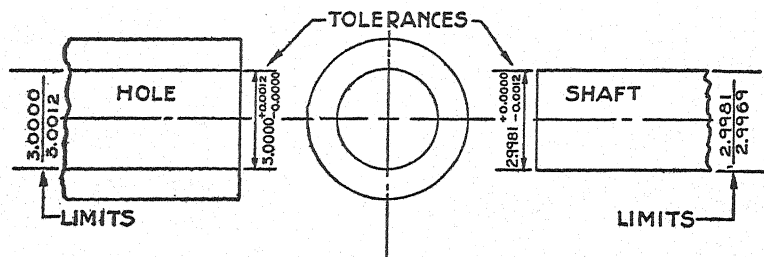 TOLERANCES
HOLE
SHAFT
3.0000
3.0012
3.0000 +0.0012
-0.0000
2.9981 +0.0000
-0.0012
2.9981
2.9969
LIMITS
LIMITS